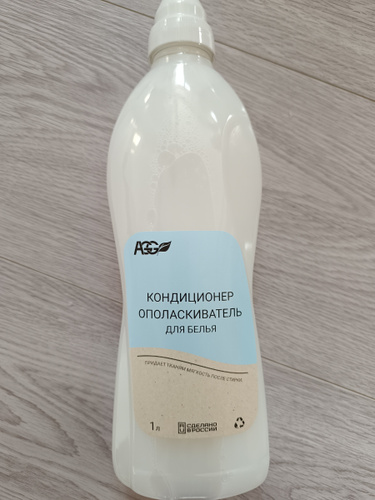 AGG
КОНДИЦИОНЕР
ОПОЛАСКИВАТЕЛЬ
ДЛЯ БЕЛЬЯ
ПРИДАЕТ ТКАНЯМ МЯГКОСТЬ ПОСЛЕ СТИРКИ
1 л
СДЕЛАНО
В РОССИИ